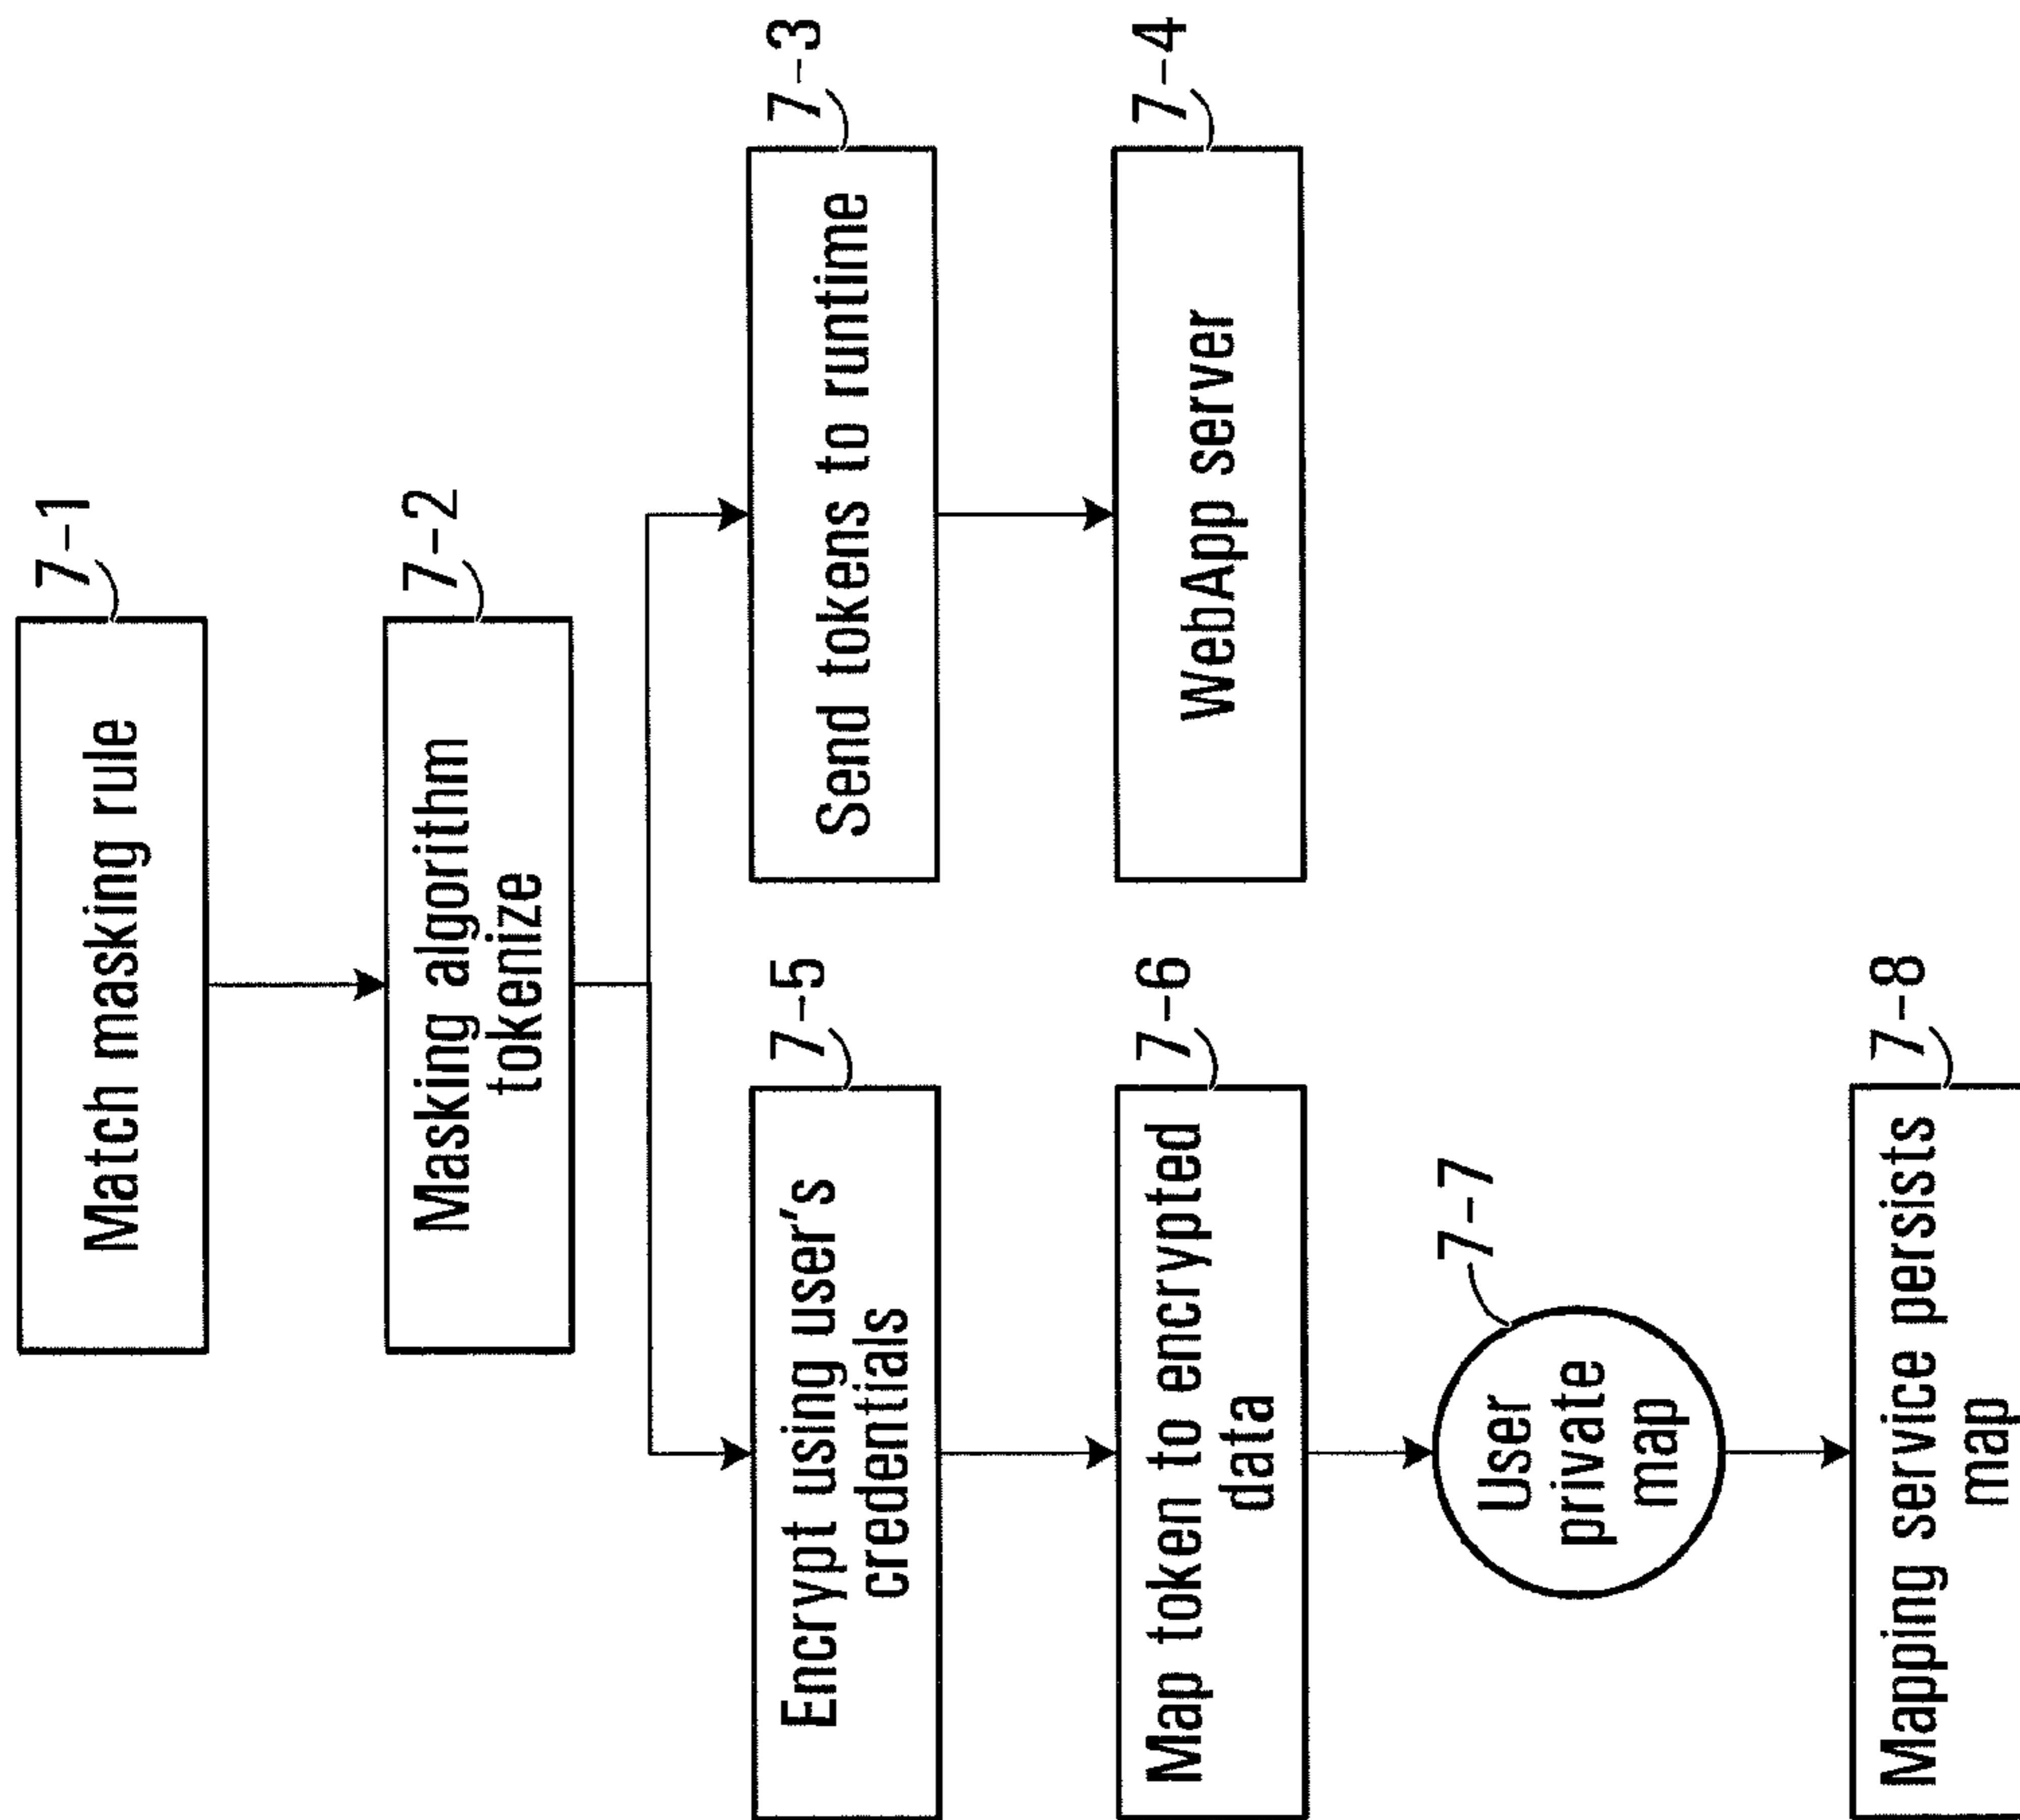 7-1
Match masking rule
7-2
Masking algorithm
tokenize
7-3
Send tokens to runtime
7-4
WebApp server
7-5
Encrypt using user's
credentials
7-6
Map token to encrypted
data
7-7
User
private
map
7-8
Mapping service persists
map